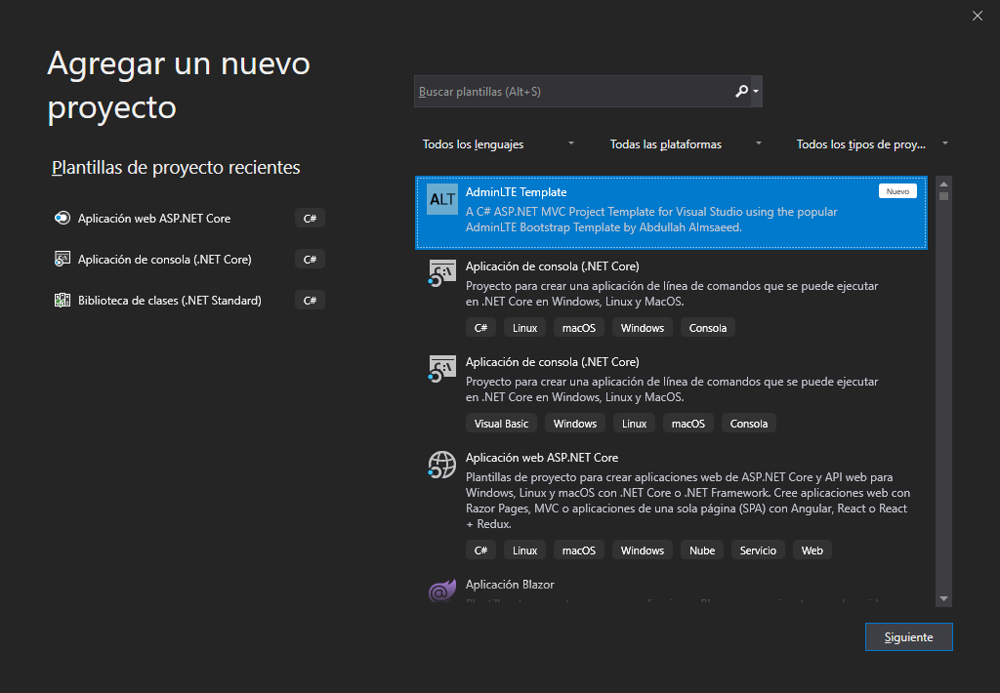 Agregar un nuevo
proyecto
Buscar plantillas (Alt+S)
Todos los lenguajes
Todas las plataformas
Todos los tipos de proy...
Plantillas de proyecto recientes
Aplicación web ASP.NET Core
C#
Aplicación de consola (.NET Core)
C#
Biblioteca de clases (.NET Standard)
C#
ALT
AdminLTE Template
Nuevo
A C# ASP.NET MVC Project Template for Visual Studio using the popular
AdminLTE Bootstrap Template by Abdullah Almsaeed.
Aplicación de consola (.NET Core)
Proyecto para crear una aplicación de línea de comandos que se puede ejecutar
en .NET Core en Windows, Linux y MacOS.
C# Linux macOS Windows Consola
Aplicación de consola (.NET Core)
Proyecto para crear una aplicación de línea de comandos que se puede ejecutar
en .NET Core en Windows, Linux y MacOS.
Visual Basic Windows Linux macOS Consola
Aplicación web ASP.NET Core
Plantillas de proyecto para crear aplicaciones web de ASP.NET Core y API web para
Windows, Linux y macOS con .NET Core o .NET Framework. Cree aplicaciones web con
Razor Pages, MVC o aplicaciones de una sola página (SPA) con Angular, React o React
+ Redux.
C# Linux macOS Windows Nube Servicio Web
Aplicación Blazor
Siguiente